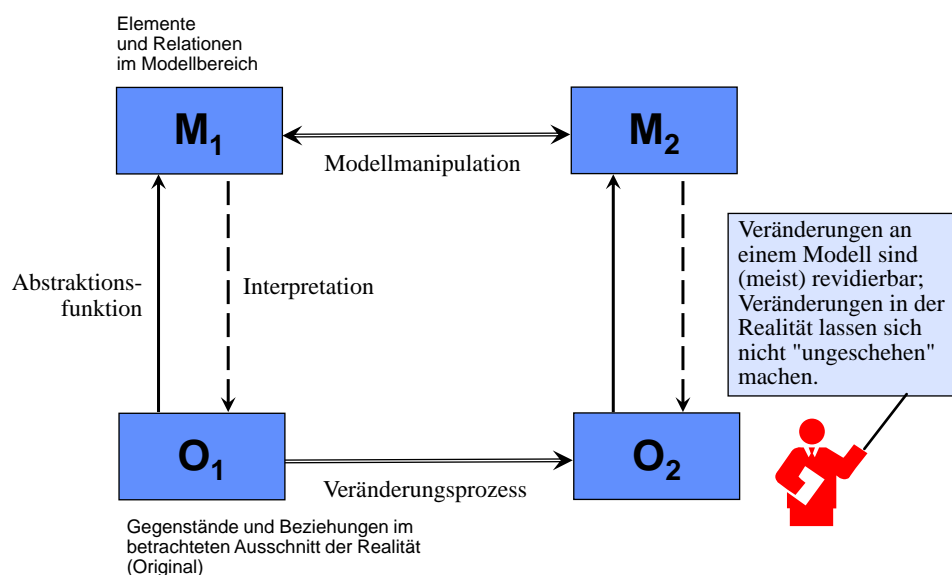 Elemente
und Relationen
im Modellbereich
M1
M2
Modellmanipulation
Abstraktions-
funktion
Interpretation
Veränderungen an
einem Modell sind
(meist) revidierbar;
Veränderungen in der
Realität lassen sich
nicht "ungeschehen"
machen.
O1
O2
Veränderungsprozess
Gegenstände und Beziehungen im
betrachteten Ausschnitt der Realität
(Original)